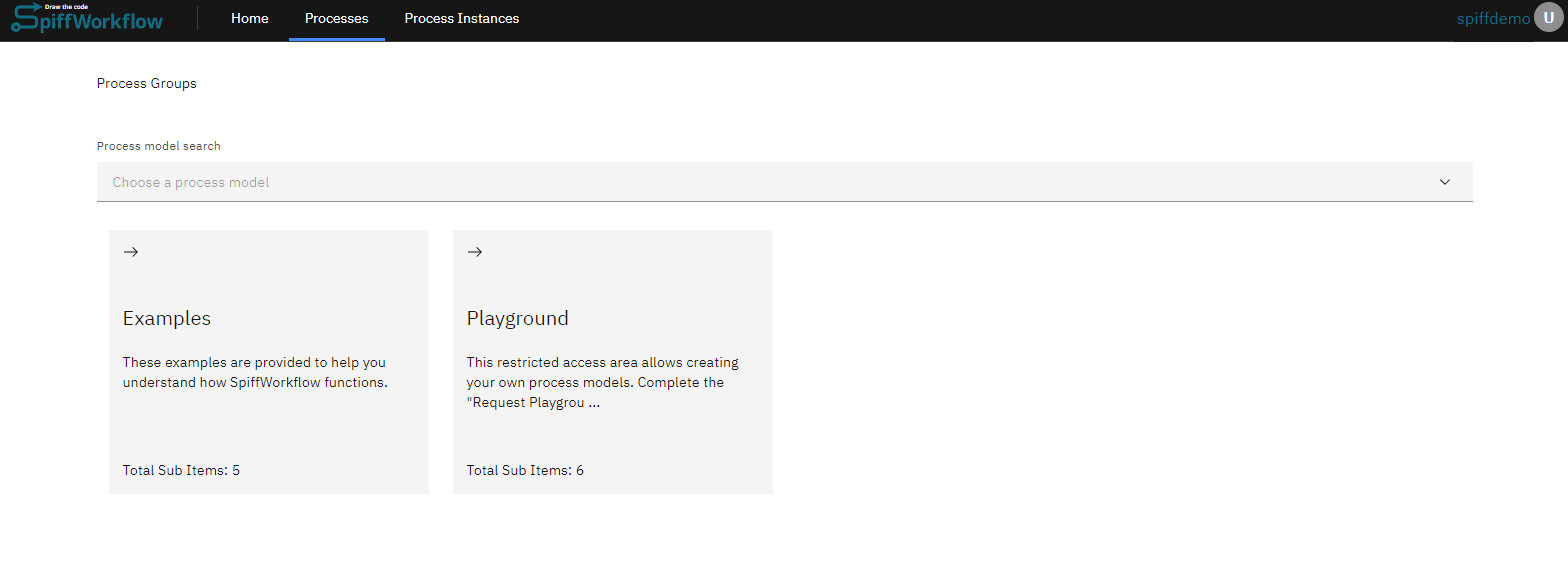 Draw the code
SpiffWorkflow
Home
Processes
Process Instances
spiffdemo
U
Process Groups
Process model search
Choose a process model
Examples
These examples are provided to help you
understand how SpiffWorkflow functions.
Total Sub Items: 5
Playground
This restricted access area allows creating
your own process models. Complete the
"Request Playgrou ...
Total Sub Items: 6